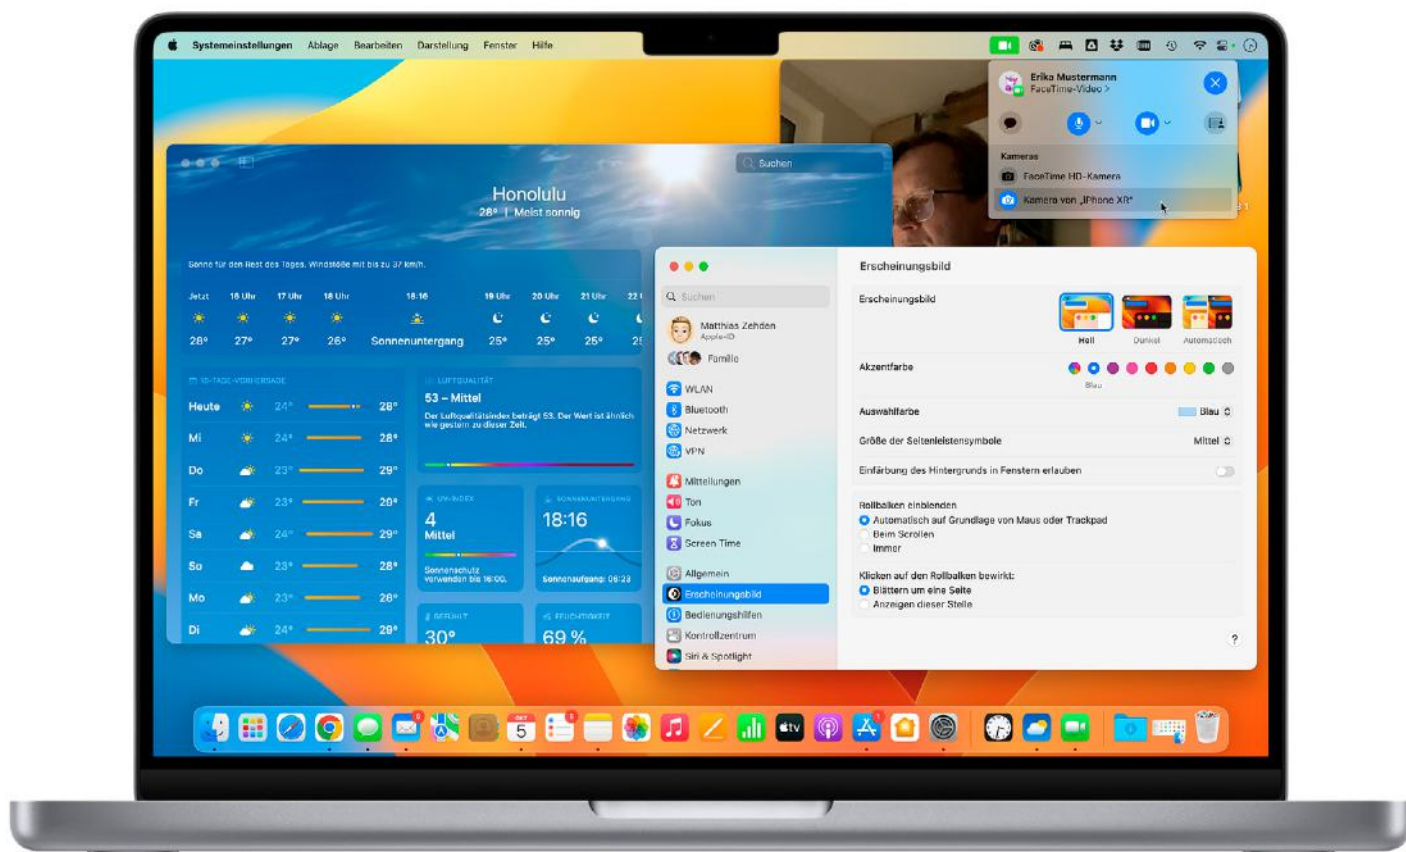 Systemeinstellungen Ablage Bearbeiten Darstellung Fenster Hilfe
Erika Mustermann
FaceTime-Video >
Kameras
FaceTime HD-Kamera
Kamera von „iPhone XR“
Suchen
Honolulu
28° | Meist sonnig
Sonne für den Rest des Tages. Windstöße mit bis zu 37 km/h.
Jetzt 16 Uhr 17 Uhr 18 Uhr 18:16 19 Uhr 20 Uhr 21 Uhr 22
28° 27° 27° 26° Sonnenuntergang 25° 25° 25° 25
10-TAGE-VORHERSAGE
Heute 24° 28°
Mi 24° 28°
Do 23° 29°
Fr 23° 29°
Sa 24° 29°
So 23° 28°
Mo 23° 28°
Di 24° 29°
LUFTQUALITÄT
53 – Mittel
Der Luftqualitätsindex beträgt 53. Der Wert ist ähnlich
wie gestern zu dieser Zeit.
UV-INDEX
4
Mittel
Sonnenschutz
verwenden bis 16:00.
SONNENUNTERGANG
18:16
Sonnenaufgang: 06:23
GEFÜHLT
30°
FEUCHTIGKEIT
69 %
Suchen
Matthias Zehden
Apple-ID
Familie
WLAN
Bluetooth
Netzwerk
VPN
Mitteilungen
Ton
Fokus
Screen Time
Allgemein
Erscheinungsbild
Bedienungshilfen
Kontrollzentrum
Siri & Spotlight
Erscheinungsbild
Erscheinungsbild
Hell Dunkel Automatisch
Akzentfarbe
Blau
Auswahlfarbe Blau
Größe der Seitenleistensymbole Mittel
Einfärbung des Hintergrunds in Fenstern erlauben
Rollbalken einblenden
Automatisch auf Grundlage von Maus oder Trackpad
Beim Scrollen
Immer
Klicken auf den Rollbalken bewirkt:
Blättern um eine Seite
Anzeigen dieser Stelle
?
OKT
5
tv